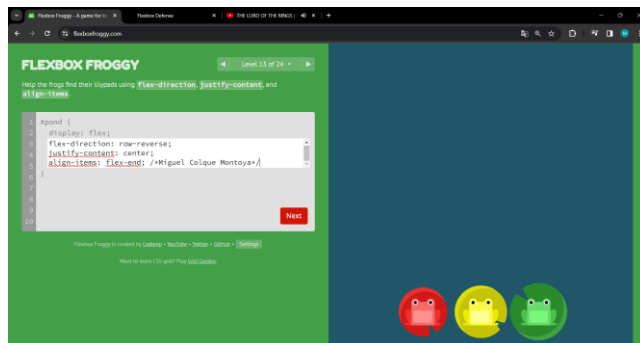 Flexbox Froggy - A game for le
Flexbox Defense
THE LORD OF THE RINGS |
flexboxfroggy.com
FLEXBOX FROGGY
Level 13 of 24
Help the frogs find their lilypads using flex-direction, justify-content, and
align-items.
1 #pond {
2 display: flex;
3 flex-direction: row-reverse;
4 justify-content: center;
5 align-items: flex-end; /*Miguel Colque Montoya*/
6 }
7
8
9
10
Next
Flexbox Froggy is created by Codepip • YouTube • Twitter • GitHub • Settings
Want to learn CSS grid? Play Grid Garden.